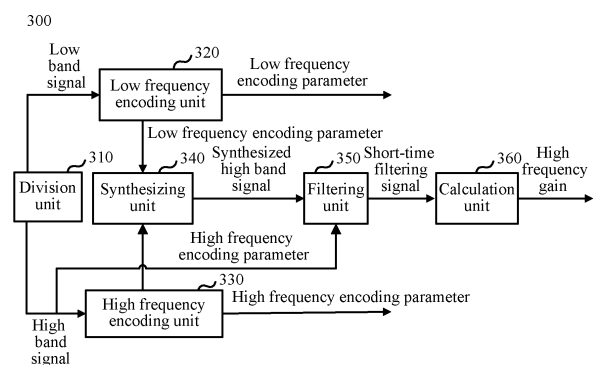 300
Low
band
signal
320
Low frequency
encoding unit
Low frequency
encoding parameter
Low frequency encoding parameter
310
Division
unit
340
Synthesizing
unit
Synthesized
high band
signal
350
Filtering
unit
Short-time
filtering
signal
360
Calculation
unit
High
frequency
gain
High frequency
encoding parameter
330
High frequency
encoding unit
High frequency encoding parameter
High
band
signal